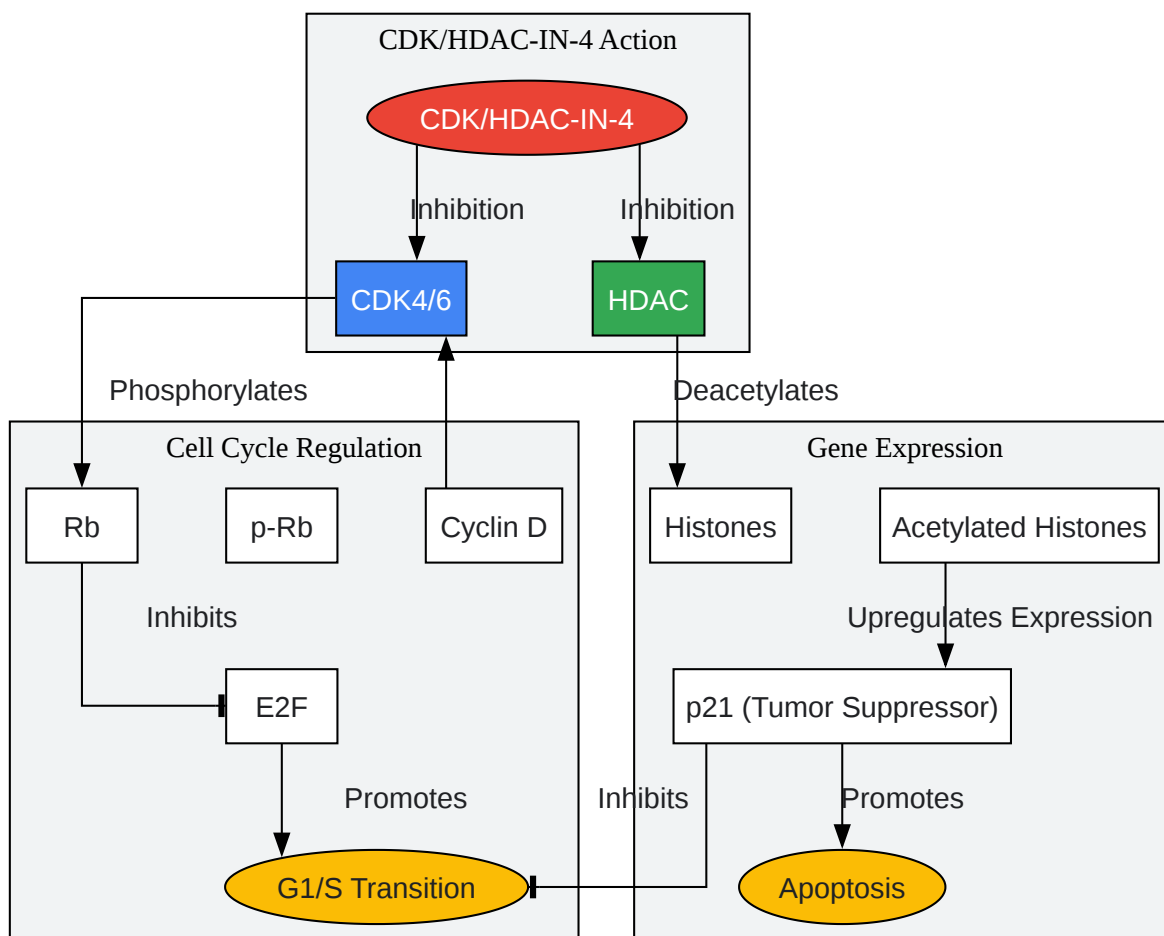 CDK/HDAC-IN-4 Action
CDK/HDAC-IN-4
Inhibition
Inhibition
CDK4/6
HDAC
Phosphorylates
Deacetylates
Cell Cycle Regulation
Gene Expression
Rb
p-Rb
Cyclin D
Histones
Acetylated Histones
Inhibits
Upregulates Expression
E2F
p21 (Tumor Suppressor)
Promotes
Inhibits
Promotes
G1/S Transition
Apoptosis